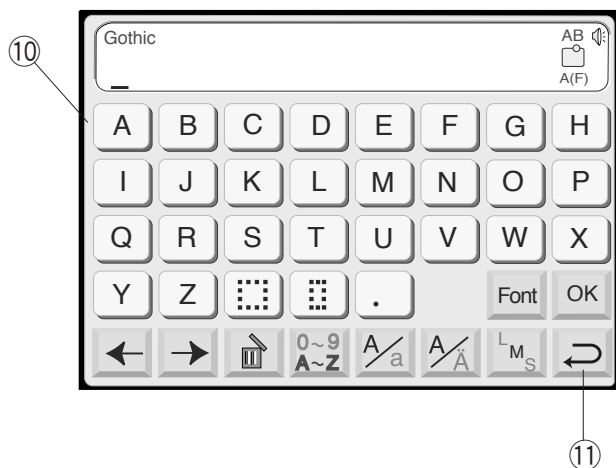 Gothic AB
A(F)
⑩
A B C D E F G H
I J K L M N O P
Q R S T U V W X
Y Z . Font OK
0~9 A/a A/Ä L M S
A~Z
⑪